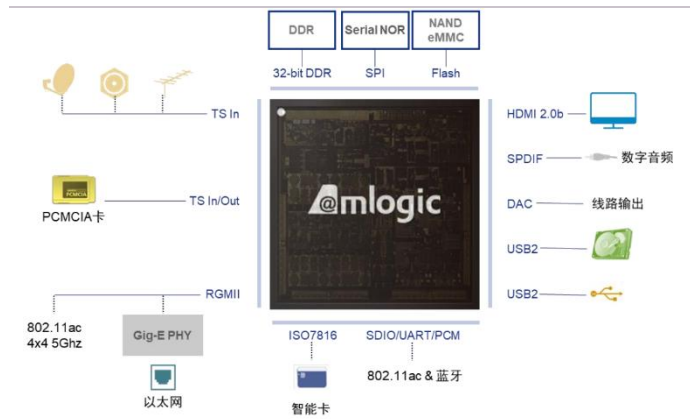 DDR
Serial NOR
NAND
eMMC
32-bit DDR
SPI
Flash
TS In
PCMCIA
PCMCIA卡
TS In/Out
RGMII
802.11ac
4x4 5Ghz
Gig-E PHY
以太网
@mlogic
HDMI 2.0b
SPDIF
数字音频
DAC
线路输出
USB2
USB2
ISO7816
智能卡
SDIO/UART/PCM
802.11ac & 蓝牙